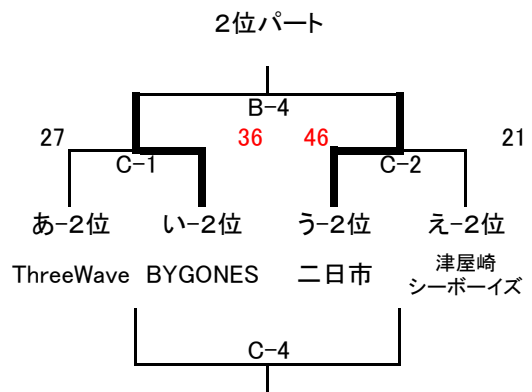 ２位パート
B-4
27 36 46 21
C-1 C-2
あ-２位 い-２位 う-２位 え-２位
ThreeWave BYGONES 二日市 津屋崎
シーボーイズ
C-4